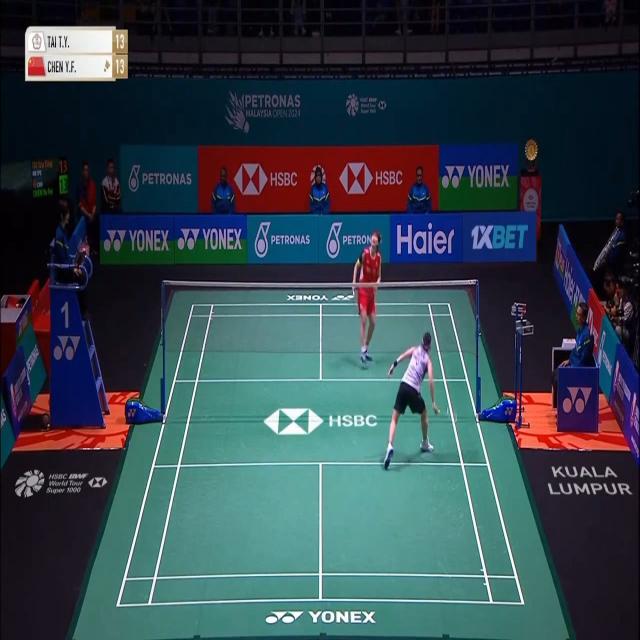 TAI T.Y. 13
CHEN Y.F. 13
PETRONAS
MALAYSIA OPEN 2024
PETRONAS
HSBC
HSBC
YONEX
YONEX
YONEX
PETRONAS
PETRONAS
Haier
1XBET
YONEX
1
HSBC
HSBC BWF
World Tour
Super 1000
KUALA
LUMPUR
YONEX